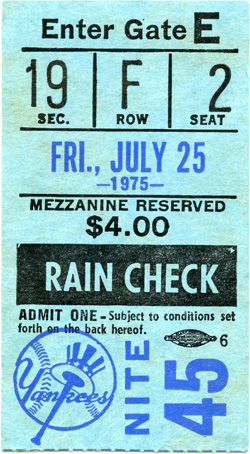 Enter Gate E
19 F 2
SEC. ROW SEAT
FRI., JULY 25
—1975—
MEZZANINE RESERVED
$4.00
RAIN CHECK
ADMIT ONE – Subject to conditions set
forth on the back hereof.
6
Yankees
NITE
45